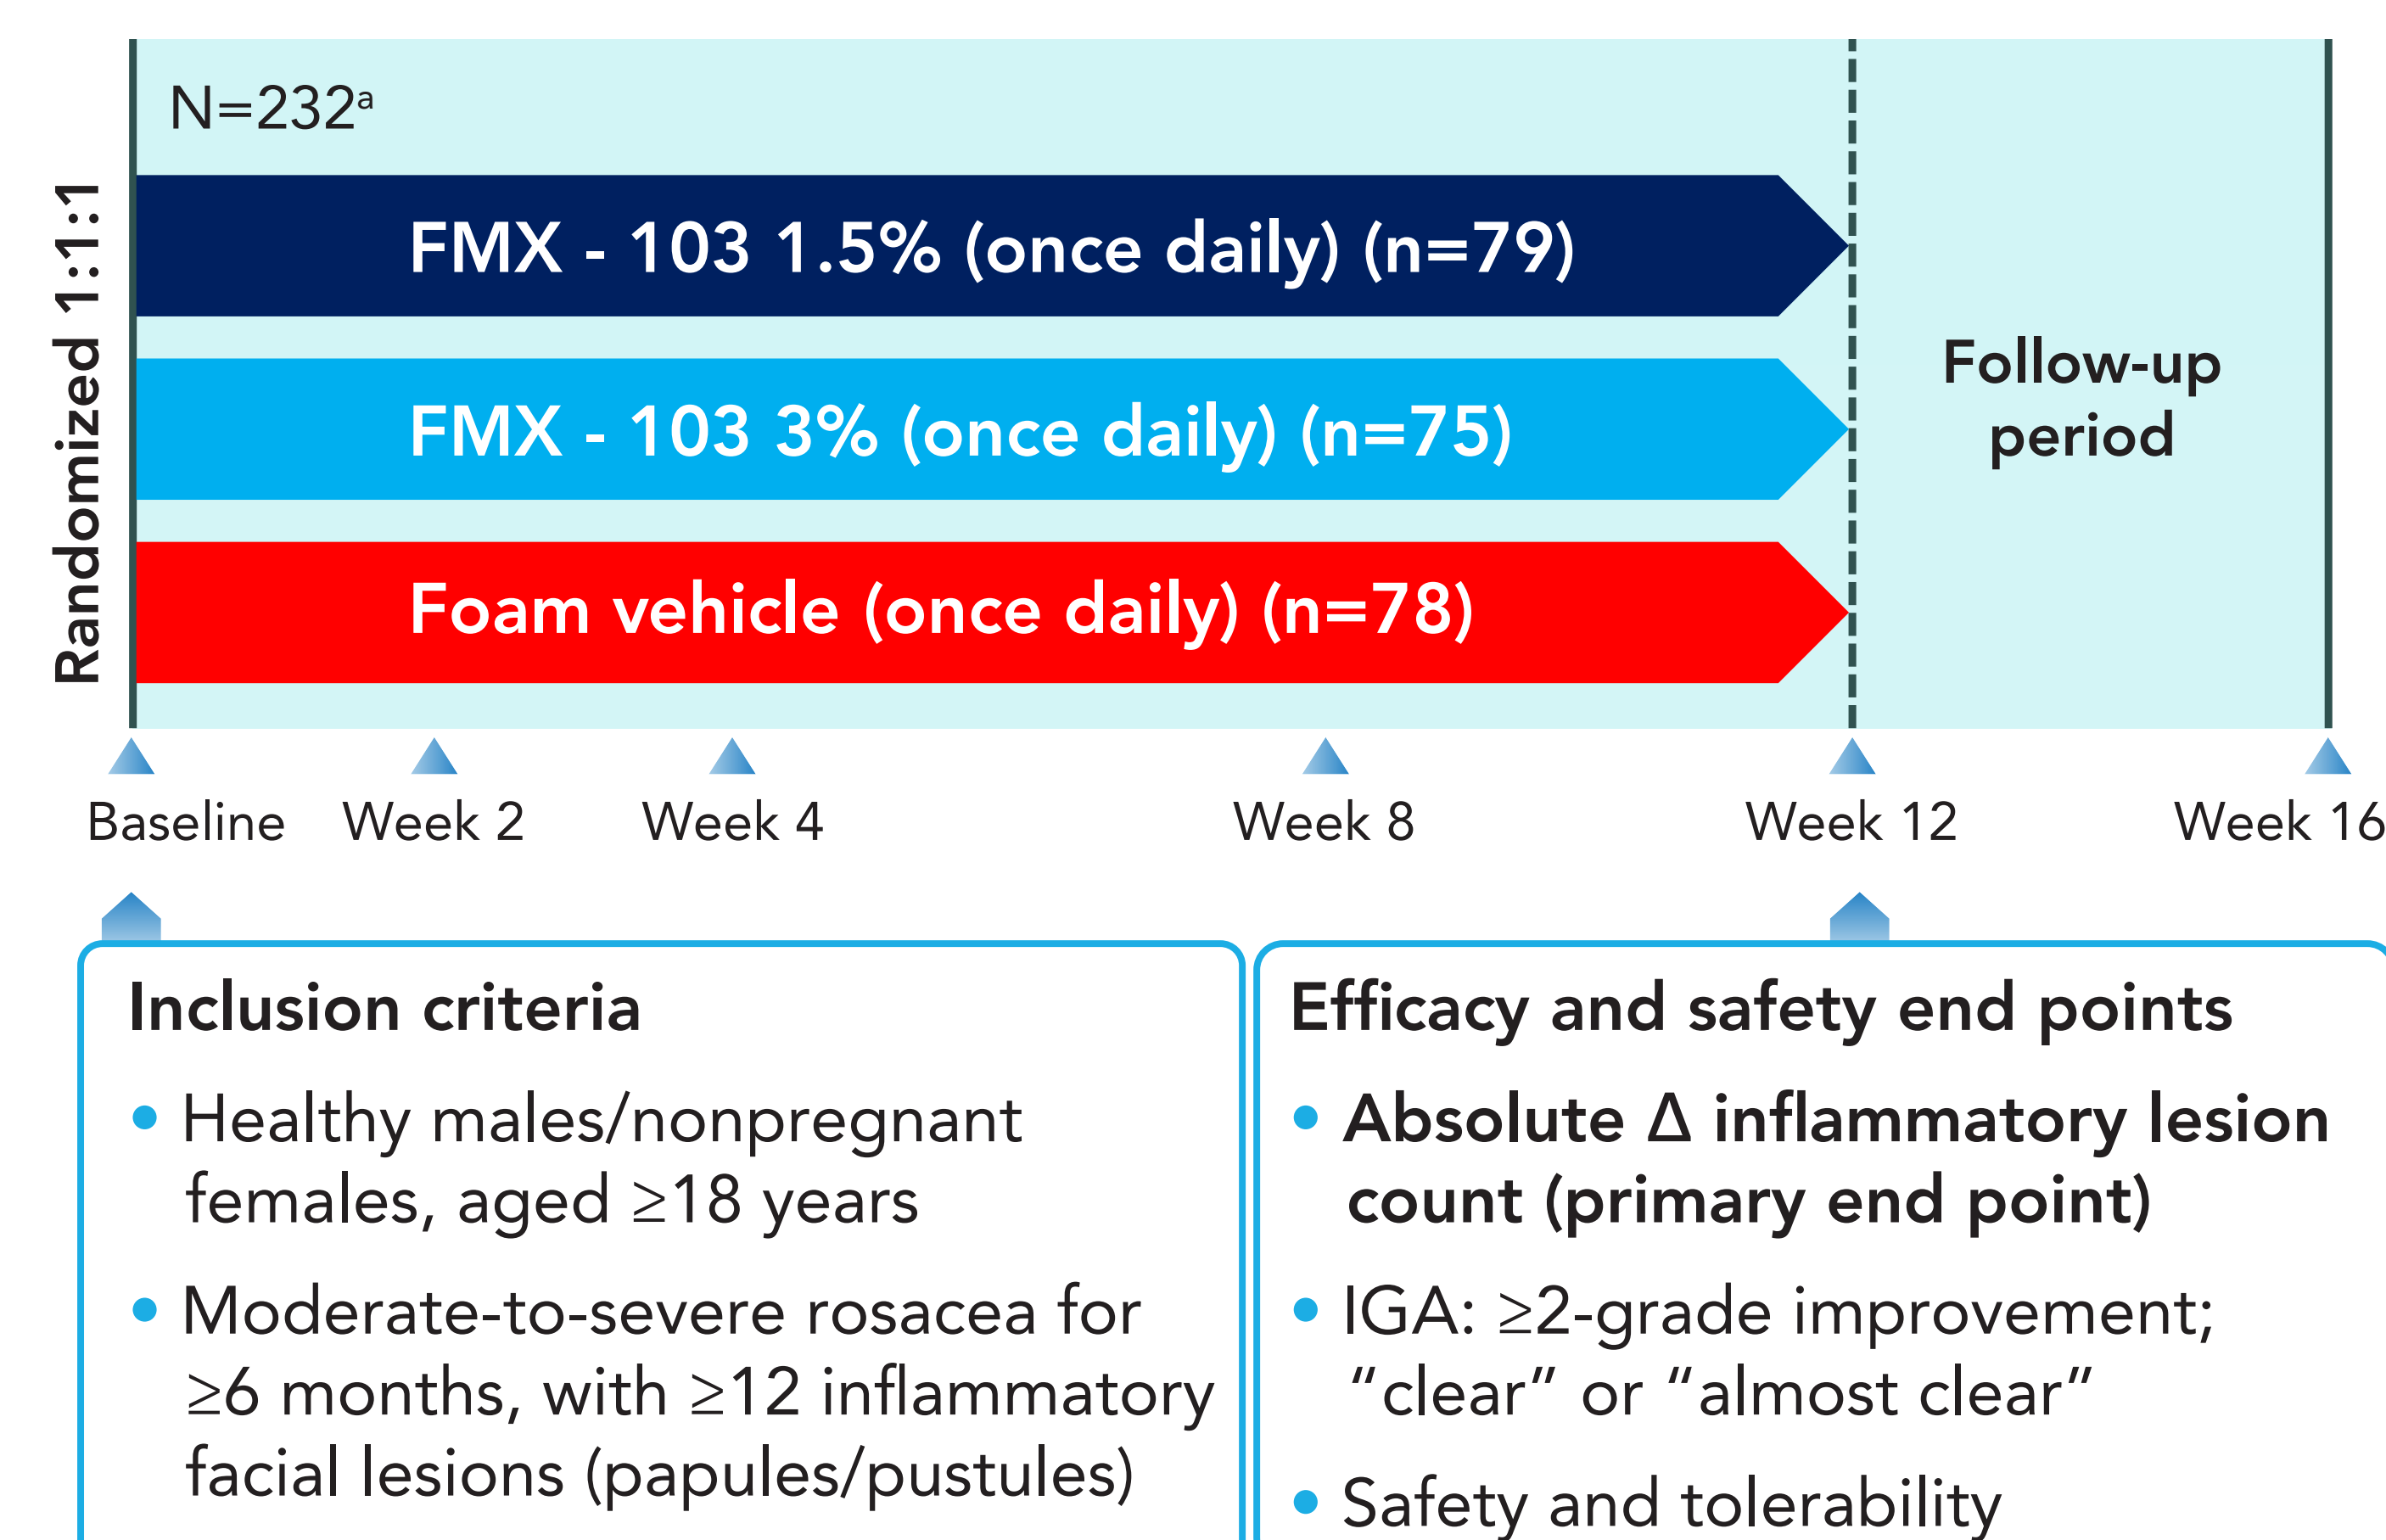 N=232ᵃ
Randomized 1:1:1
FMX - 103 1.5% (once daily) (n=79)
FMX - 103 3% (once daily) (n=75)
Foam vehicle (once daily) (n=78)
Follow-up
period
Baseline
Week 2
Week 4
Week 8
Week 12
Week 16
Inclusion criteria
• Healthy males/nonpregnant
females, aged ≥18 years
• Moderate-to-severe rosacea for
≥6 months, with ≥12 inflammatory
facial lesions (papules/pustules)
Efficacy and safety end points
• Absolute Δ inflammatory lesion
count (primary end point)
• IGA: ≥2-grade improvement;
“clear” or “almost clear”
• Safety and tolerability